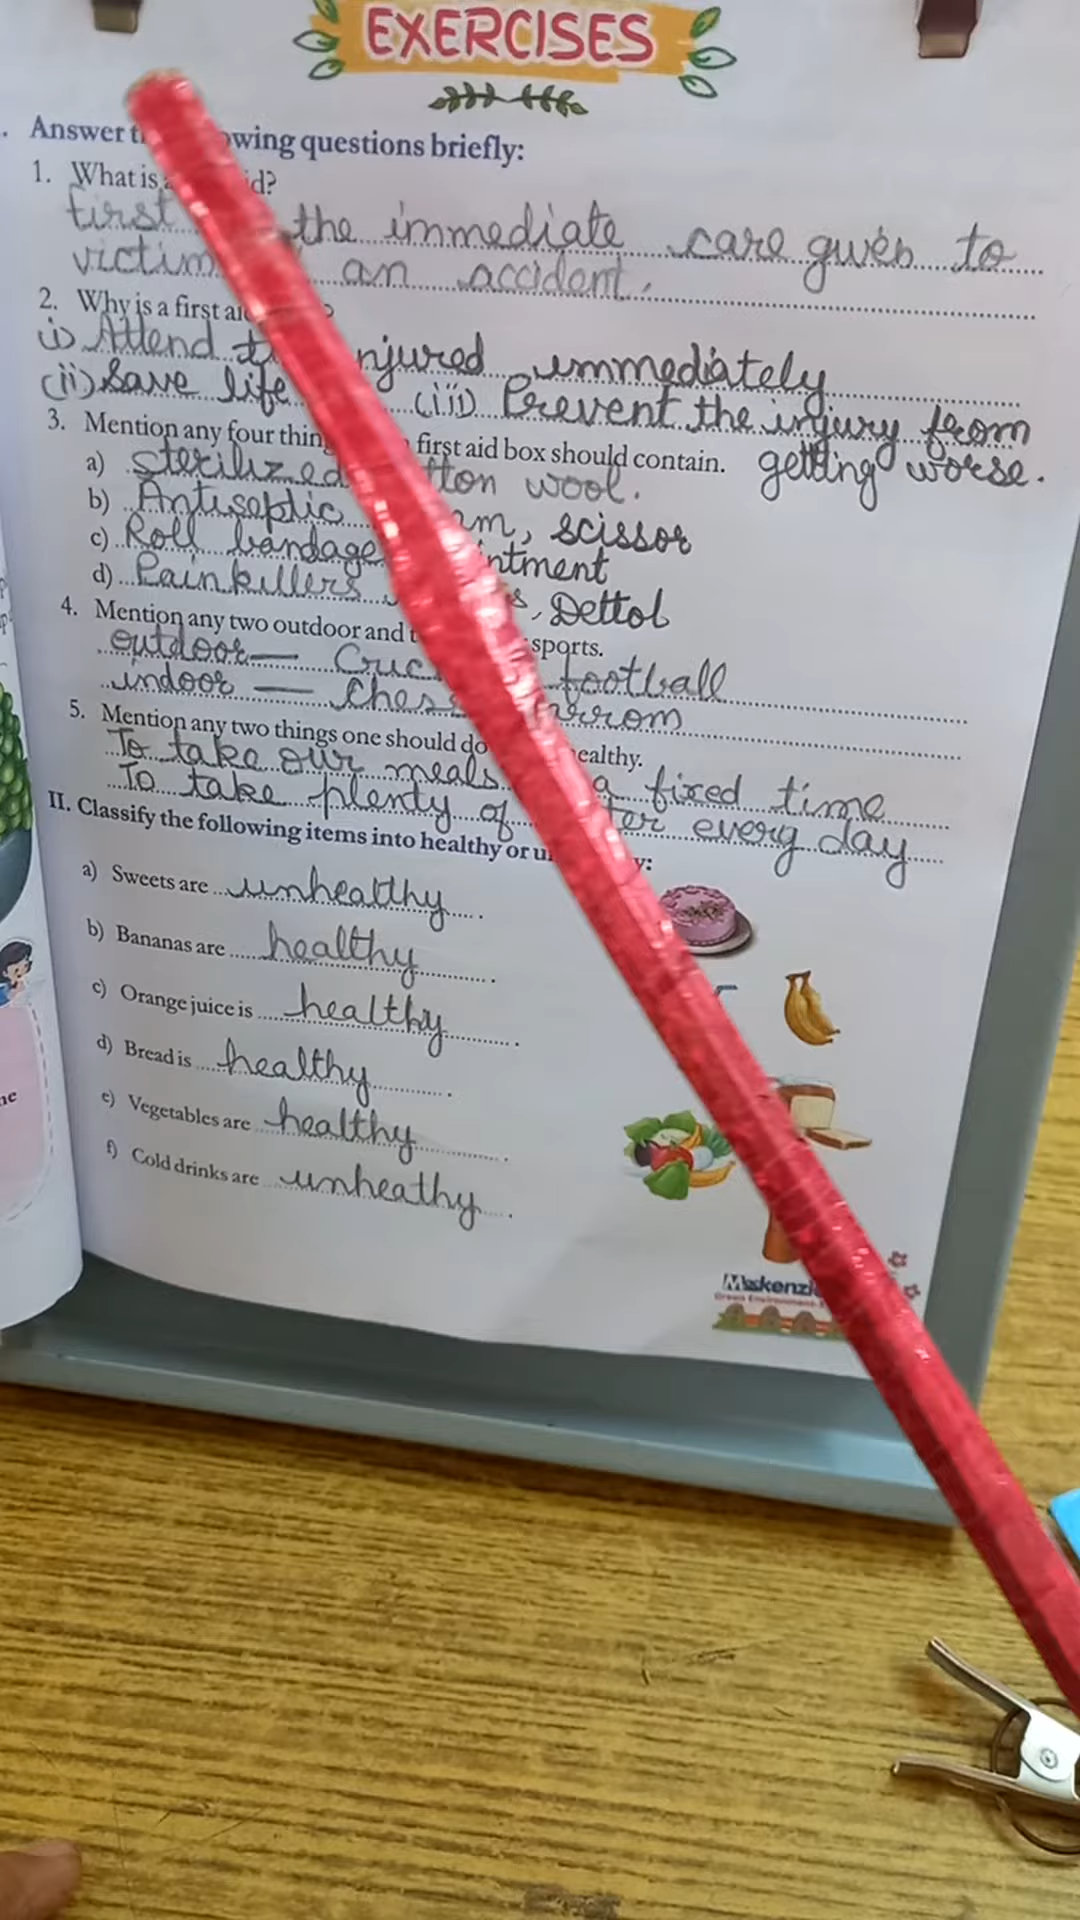 EXERCISES
Answer wing questions briefly:
1. What is id?
first the immediate care given to
victim an accident.
2. Why is a first
i) Attend njured immediately
(ii) Save life (iii) Prevent the injury from
3. Mention any four first aid box should contain. getting worse.
a) sterilized tton wool.
b) Antiseptic am, scissor
c) Roll bandage ntment
d) Painkillers , Dettol
4. Mention any two outdoor and sports.
outdoor — football
indoor — rrom
5. Mention any two things one should do ealthy.
To take our meals a fixed time
To take plenty of ter every day
II. Classify the following items into healthy or
a) Sweets are unhealthy.
b) Bananas are healthy.
c) Orange juice is healthy.
d) Bread is healthy.
e) Vegetables are healthy.
f) Cold drinks are unheathy.